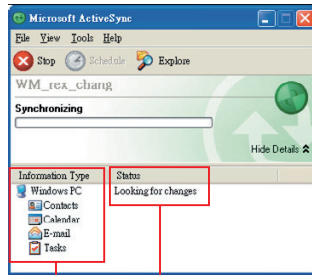 Microsoft ActiveSync
File View Tools Help
Stop Schedule Explore
WM_rex_chang
Synchronizing
Hide Details
Information Type Status
Windows PC Looking for changes
Contacts
Calendar
E-mail
Tasks